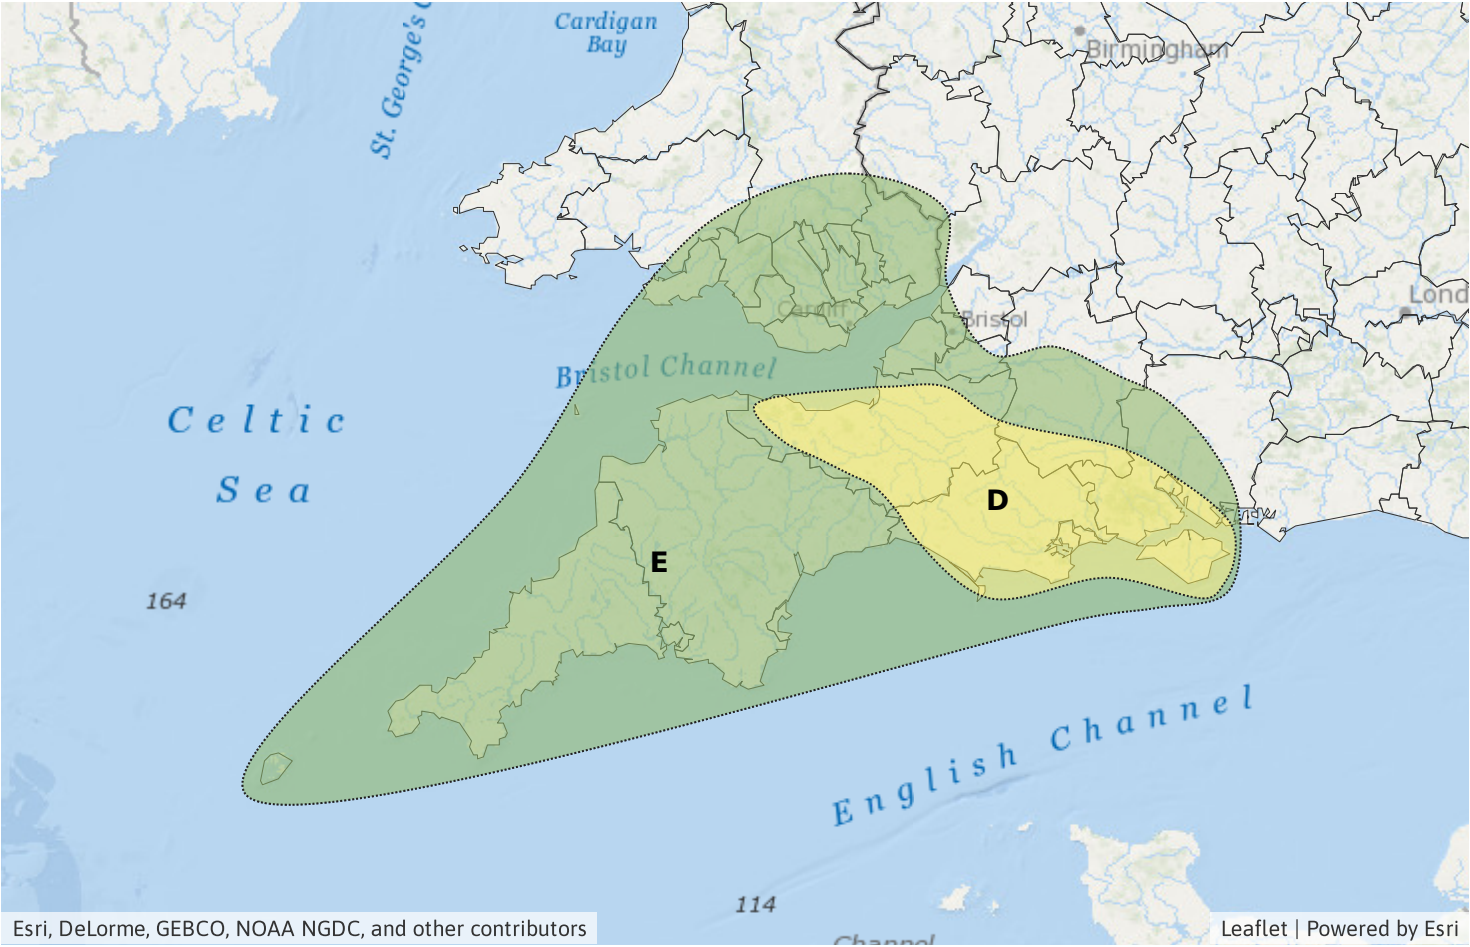 Cardigan
Bay
St. George's C
Birmingham
Lond
Cardiff
Bristol
Bristol Channel
Celtic
Sea
D
E
164
English Channel
114
Channel
Esri, DeLorme, GEBCO, NOAA NGDC, and other contributors
Leaflet | Powered by Esri